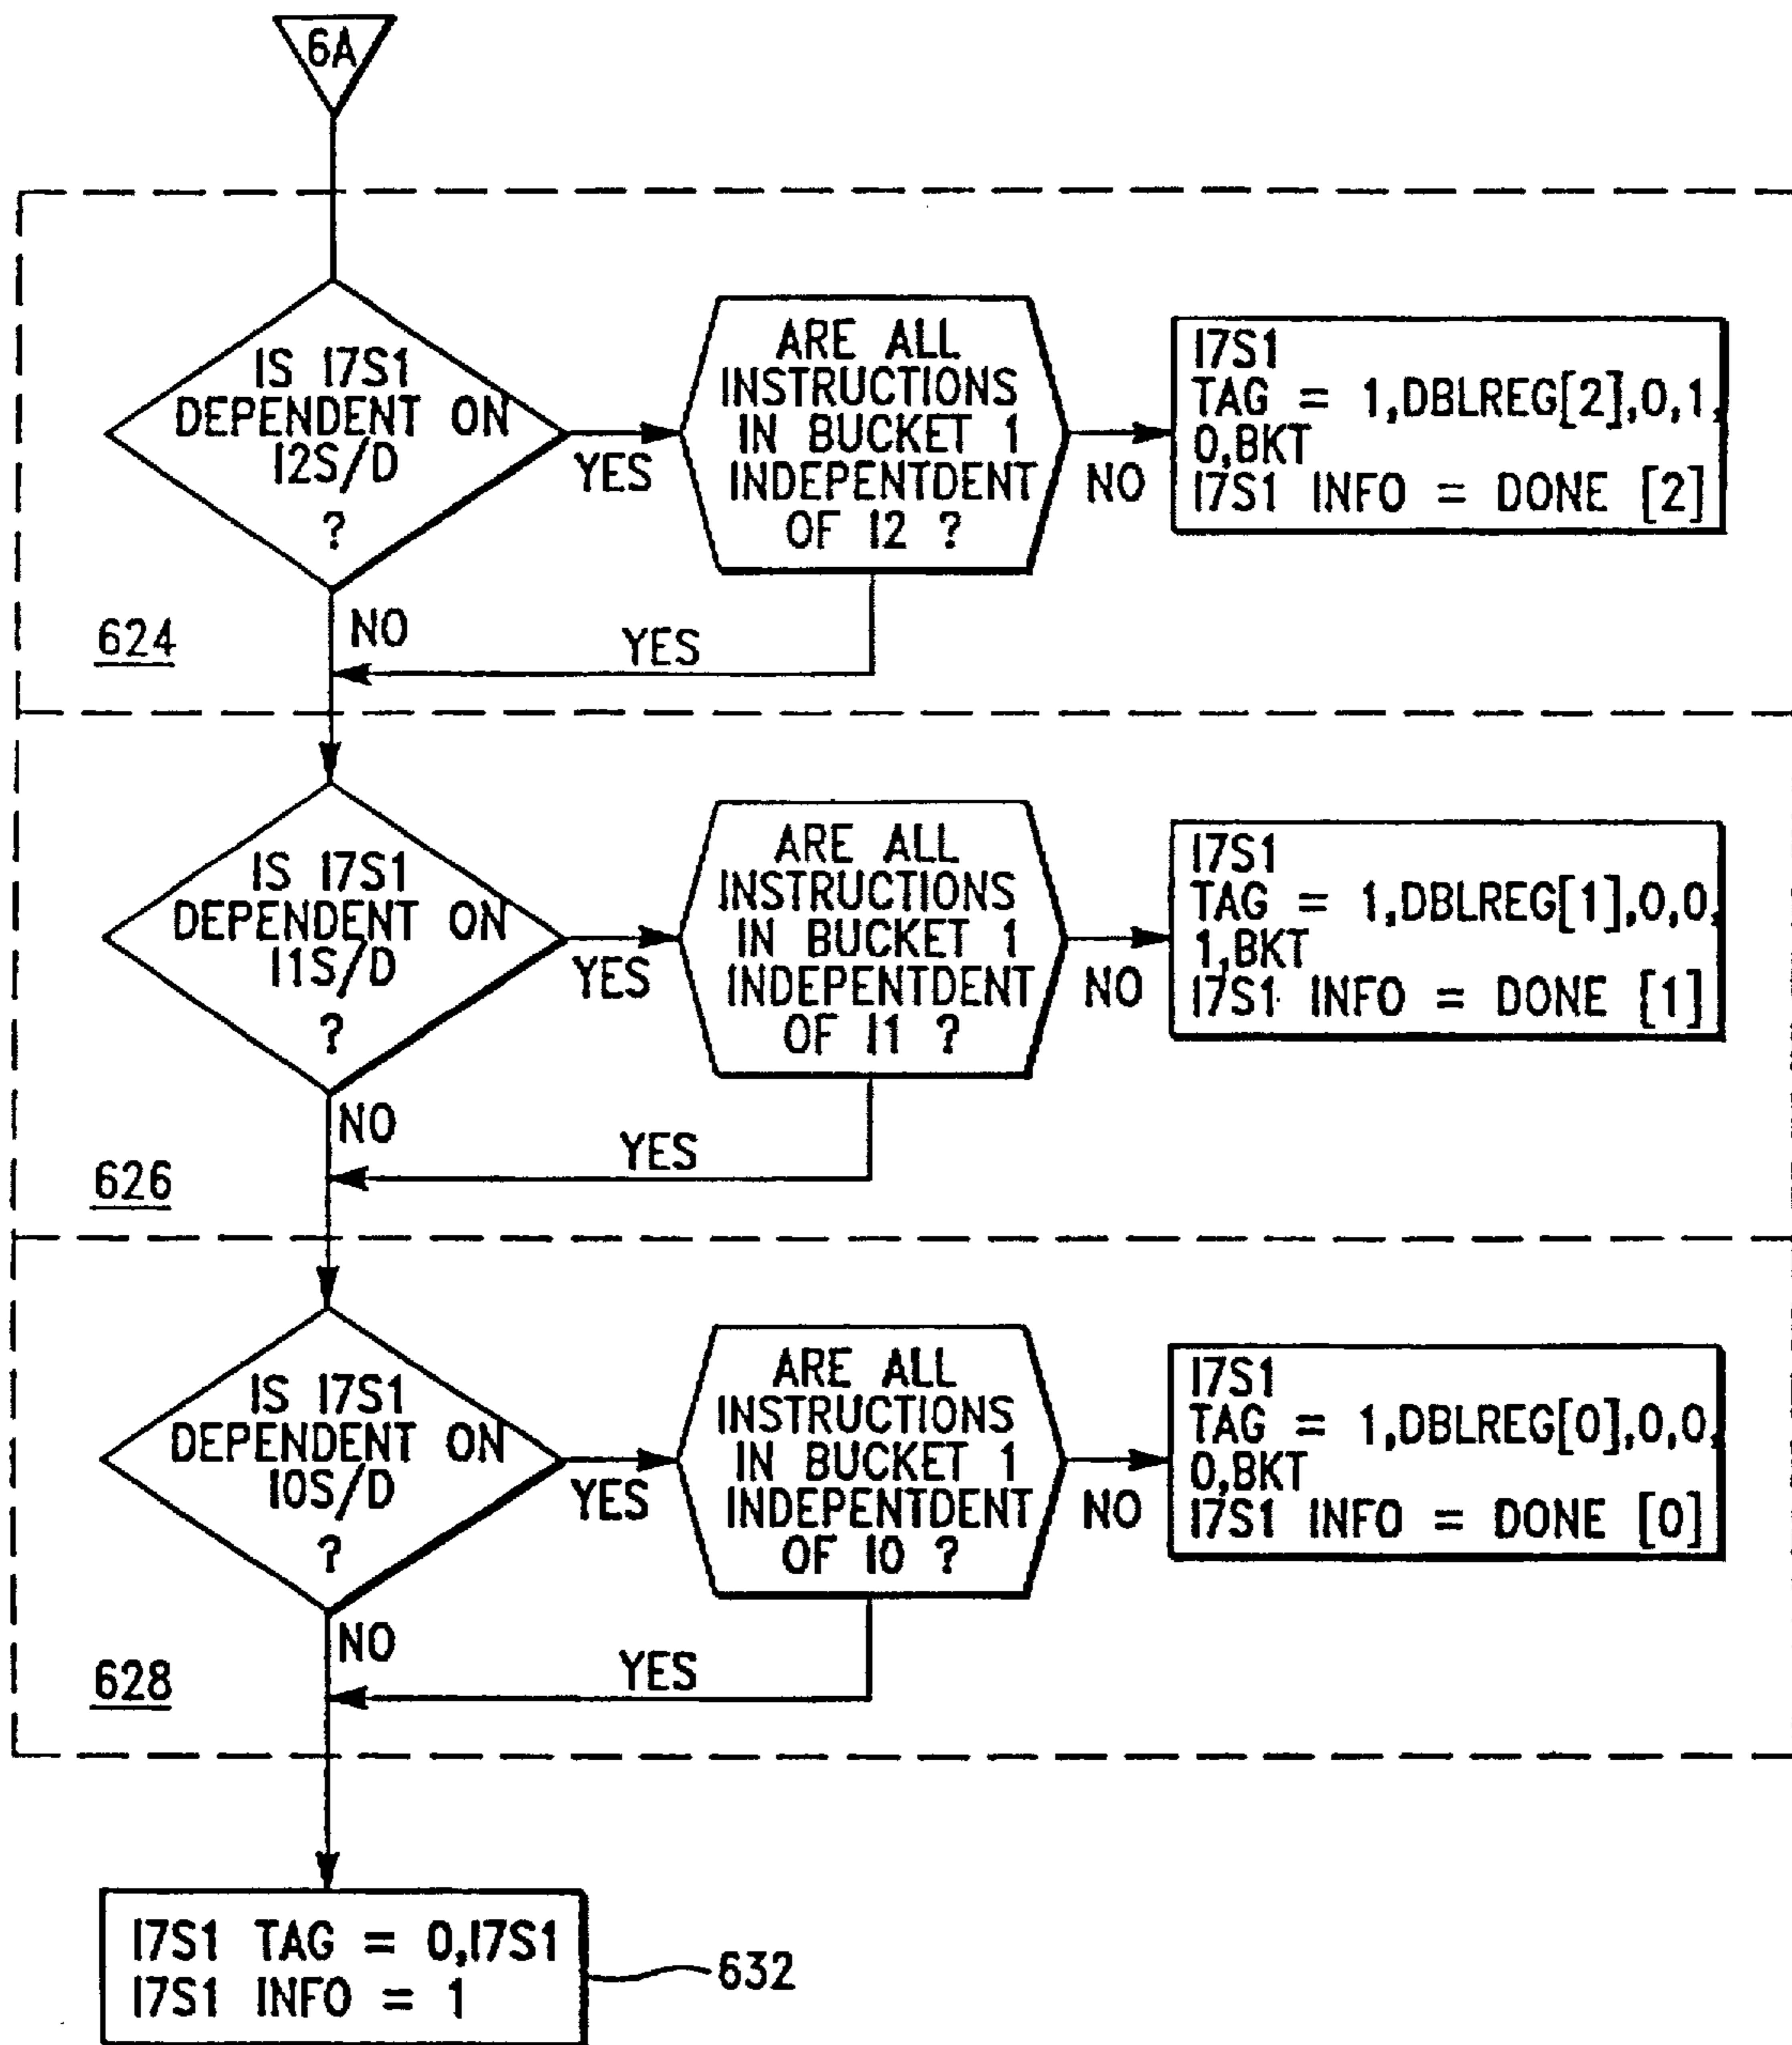 6A
IS I7S1
DEPENDENT ON
I2S/D
?
YES
NO
ARE ALL
INSTRUCTIONS
IN BUCKET 1
INDEPENTDENT
OF I2 ?
NO
YES
I7S1
TAG = 1,DBLREG[2],0,1,
0,BKT
I7S1 INFO = DONE [2]
624
IS I7S1
DEPENDENT ON
I1S/D
?
YES
NO
ARE ALL
INSTRUCTIONS
IN BUCKET 1
INDEPENTDENT
OF I1 ?
NO
YES
I7S1
TAG = 1,DBLREG[1],0,0,
1,BKT
I7S1 INFO = DONE [1]
626
IS I7S1
DEPENDENT ON
I0S/D
?
YES
NO
ARE ALL
INSTRUCTIONS
IN BUCKET 1
INDEPENTDENT
OF I0 ?
NO
YES
I7S1
TAG = 1,DBLREG[0],0,0,
0,BKT
I7S1 INFO = DONE [0]
628
I7S1 TAG = 0,I7S1
I7S1 INFO = 1
632